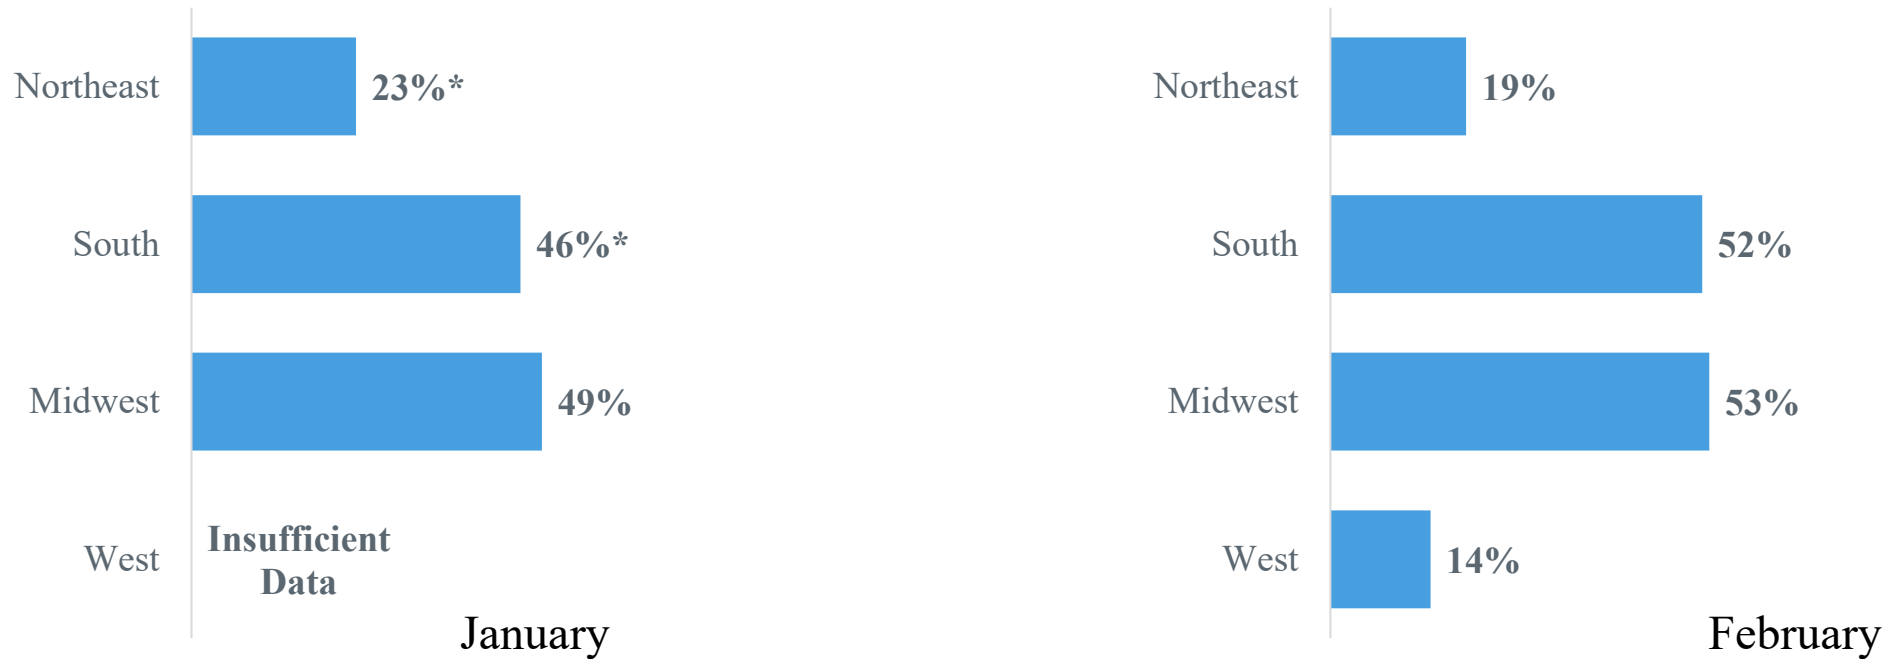 Northeast 23%*
South 46%*
Midwest 49%
West Insufficient
Data
January
Northeast 19%
South 52%
Midwest 53%
West 14%
February